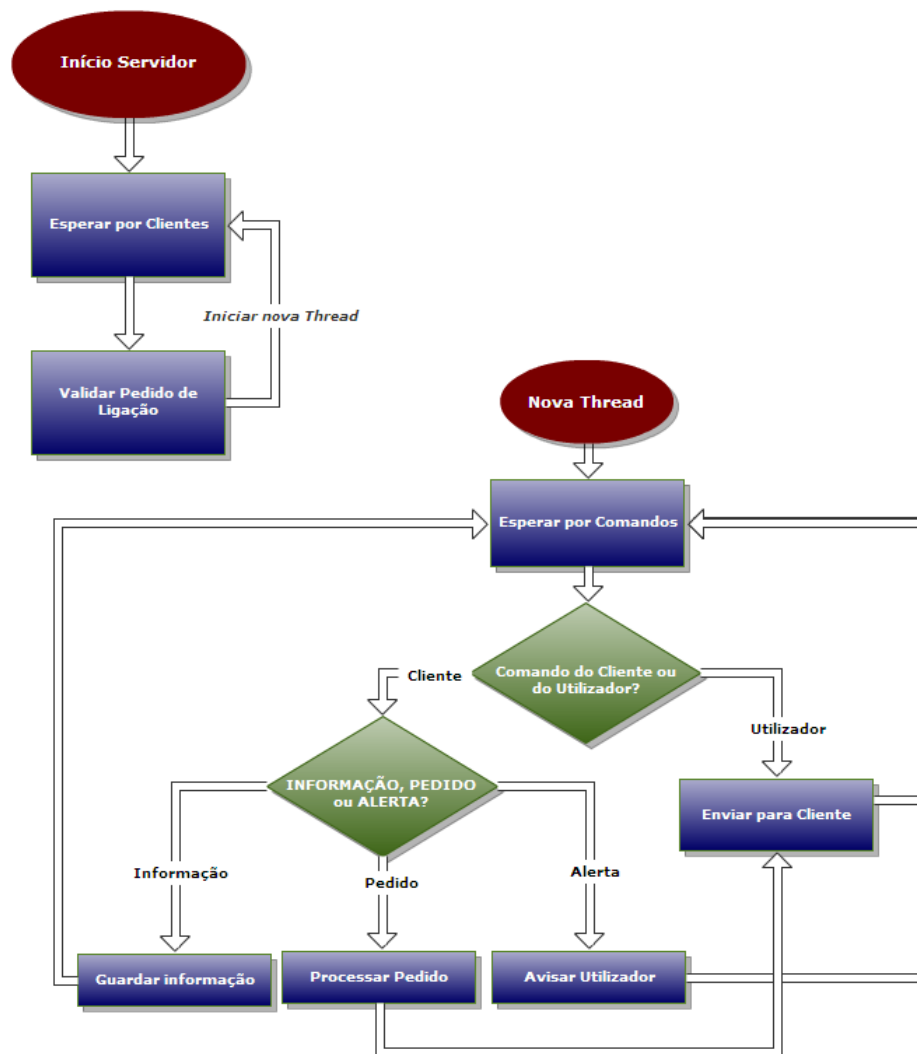 Início Servidor
Esperar por Clientes
Iniciar nova Thread
Validar Pedido de
Ligação
Nova Thread
Esperar por Comandos
Comando do Cliente ou
do Utilizador?
Cliente
Utilizador
INFORMAÇÃO, PEDIDO
ou ALERTA?
Enviar para Cliente
Informação
Pedido
Alerta
Guardar informação
Processar Pedido
Avisar Utilizador